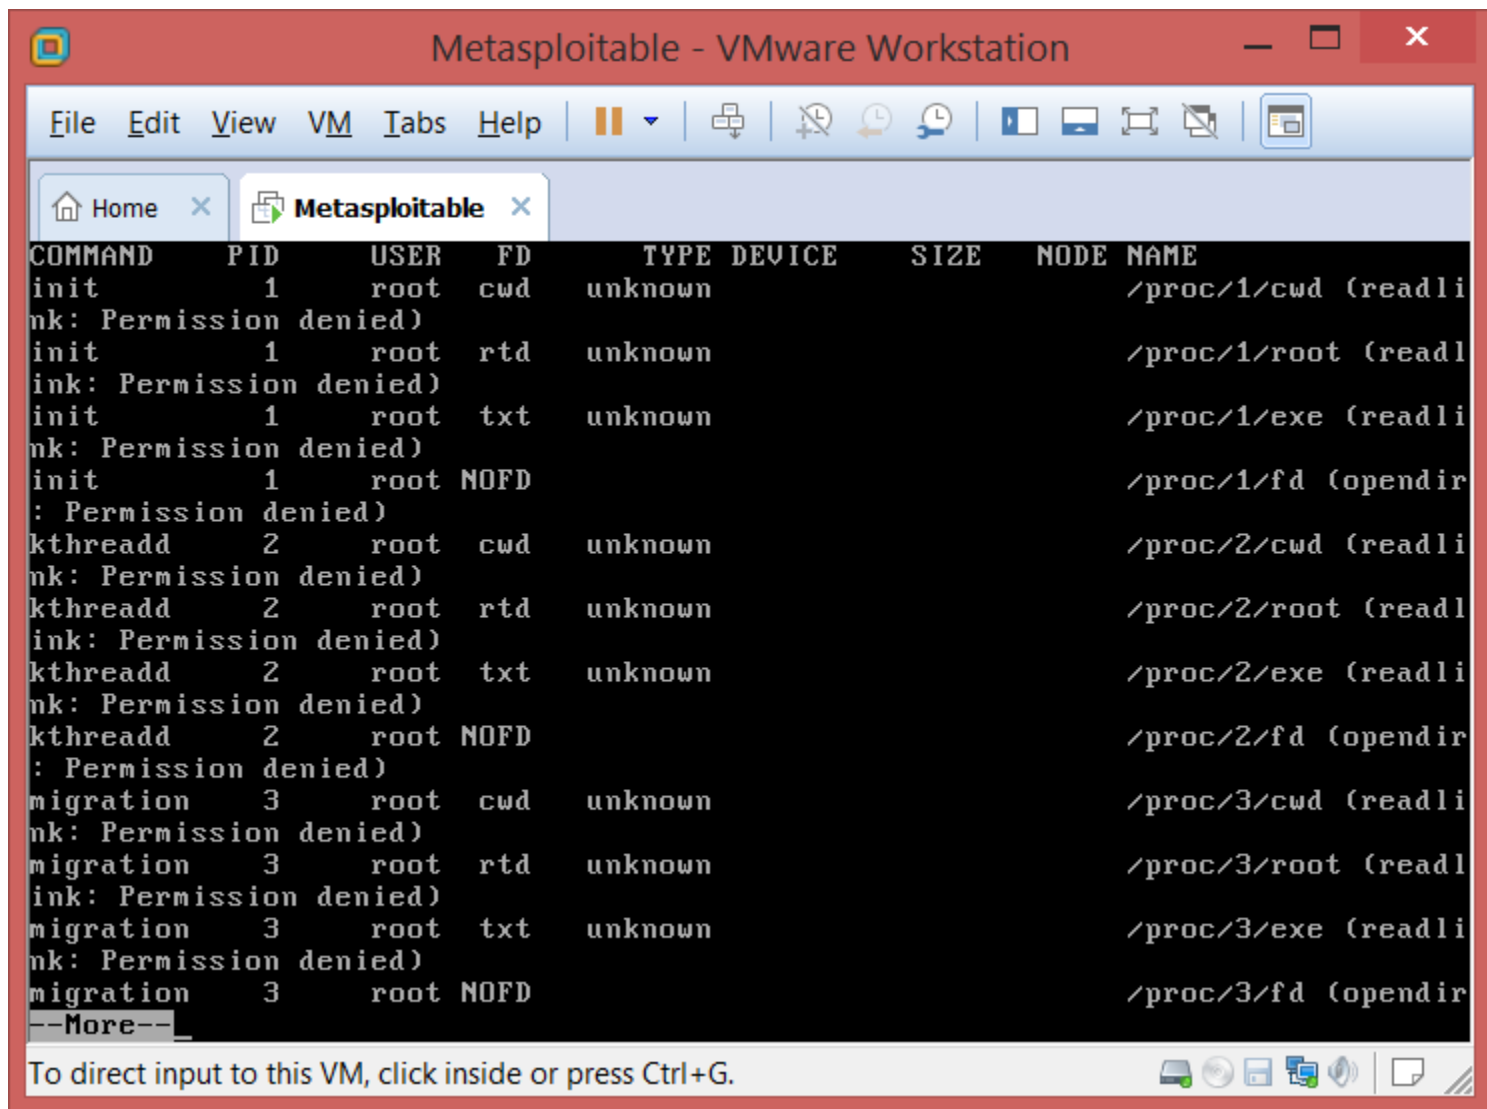 Metasploitable - VMware Workstation
File Edit View VM Tabs Help
Home Metasploitable
COMMAND PID USER FD TYPE DEVICE SIZE NODE NAME
init 1 root cwd unknown /proc/1/cwd (readli
nk: Permission denied)
init 1 root rtd unknown /proc/1/root (readl
ink: Permission denied)
init 1 root txt unknown /proc/1/exe (readli
nk: Permission denied)
init 1 root NOFD /proc/1/fd (opendir
: Permission denied)
kthreadd 2 root cwd unknown /proc/2/cwd (readli
nk: Permission denied)
kthreadd 2 root rtd unknown /proc/2/root (readl
ink: Permission denied)
kthreadd 2 root txt unknown /proc/2/exe (readli
nk: Permission denied)
kthreadd 2 root NOFD /proc/2/fd (opendir
: Permission denied)
migration 3 root cwd unknown /proc/3/cwd (readli
nk: Permission denied)
migration 3 root rtd unknown /proc/3/root (readl
ink: Permission denied)
migration 3 root txt unknown /proc/3/exe (readli
nk: Permission denied)
migration 3 root NOFD /proc/3/fd (opendir
--More--_
To direct input to this VM, click inside or press Ctrl+G.